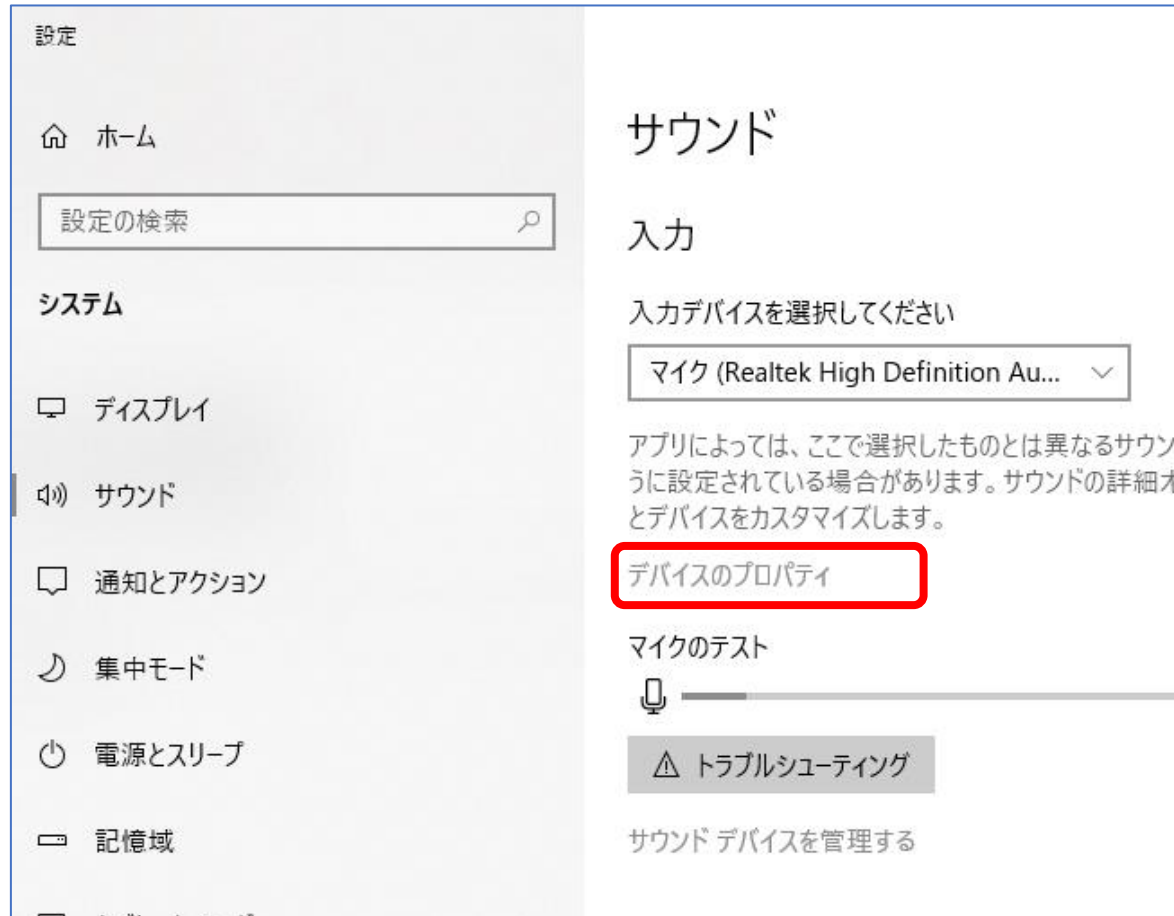 設定
ホーム
設定の検索
システム
ディスプレイ
サウンド
通知とアクション
集中モード
電源とスリープ
記憶域
サウンド
入力
入力デバイスを選択してください
マイク (Realtek High Definition Au...
アプリによっては、ここで選択したものとは異なるサウン
うに設定されている場合があります。サウンドの詳細
とデバイスをカスタマイズします。
デバイスのプロパティ
マイクのテスト
トラブルシューティング
サウンド デバイスを管理する